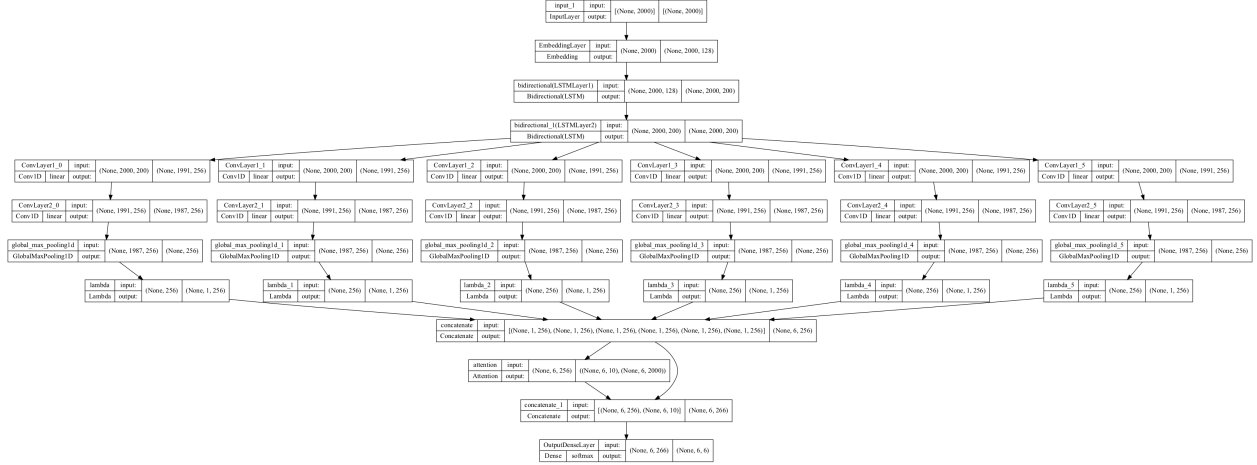 input_1 input: [(None, 2000)] [(None, 2000)]
InputLayer output:
EmbeddingLayer input: (None, 2000) (None, 2000, 128)
Embedding output:
bidirectional(LSTMLayer1) input: (None, 2000, 128) (None, 2000, 200)
Bidirectional(LSTM) output:
bidirectional_1(LSTMLayer2) input: (None, 2000, 200) (None, 2000, 200)
Bidirectional(LSTM) output:
ConvLayer1_0 input: (None, 2000, 200) (None, 1991, 256) ConvLayer1_1 input: (None, 2000, 200) (None, 1991, 256) ConvLayer1_2 input: (None, 2000, 200) (None, 1991, 256) ConvLayer1_3 input: (None, 2000, 200) (None, 1991, 256) ConvLayer1_4 input: (None, 2000, 200) (None, 1991, 256) ConvLayer1_5 input: (None, 2000, 200) (None, 1991, 256)
Conv1D linear output: Conv1D linear output: Conv1D linear output: Conv1D linear output: Conv1D linear output: Conv1D linear output:
ConvLayer2_0 input: (None, 1991, 256) (None, 1987, 256) ConvLayer2_1 input: (None, 1991, 256) (None, 1987, 256) ConvLayer2_2 input: (None, 1991, 256) (None, 1987, 256) ConvLayer2_3 input: (None, 1991, 256) (None, 1987, 256) ConvLayer2_4 input: (None, 1991, 256) (None, 1987, 256) ConvLayer2_5 input: (None, 1991, 256) (None, 1987, 256)
Conv1D linear output: Conv1D linear output: Conv1D linear output: Conv1D linear output: Conv1D linear output: Conv1D linear output:
global_max_pooling1d input: (None, 1987, 256) (None, 256) global_max_pooling1d_1 input: (None, 1987, 256) (None, 256) global_max_pooling1d_2 input: (None, 1987, 256) (None, 256) global_max_pooling1d_3 input: (None, 1987, 256) (None, 256) global_max_pooling1d_4 input: (None, 1987, 256) (None, 256) global_max_pooling1d_5 input: (None, 1987, 256) (None, 256)
GlobalMaxPooling1D output: GlobalMaxPooling1D output: GlobalMaxPooling1D output: GlobalMaxPooling1D output: GlobalMaxPooling1D output: GlobalMaxPooling1D output:
lambda input: (None, 256) (None, 1, 256) lambda_1 input: (None, 256) (None, 1, 256) lambda_2 input: (None, 256) (None, 1, 256) lambda_3 input: (None, 256) (None, 1, 256) lambda_4 input: (None, 256) (None, 1, 256) lambda_5 input: (None, 256) (None, 1, 256)
Lambda output: Lambda output: Lambda output: Lambda output: Lambda output: Lambda output:
concatenate input: [(None, 1, 256), (None, 1, 256), (None, 1, 256), (None, 1, 256), (None, 1, 256), (None, 1, 256)] (None, 6, 256)
Concatenate output:
attention input: (None, 6, 256) ((None, 6, 10), (None, 6, 2000))
Attention output:
concatenate_1 input: [(None, 6, 256), (None, 6, 10)] (None, 6, 266)
Concatenate output:
OutputDenseLayer input: (None, 6, 266) (None, 6, 6)
Dense softmax output: